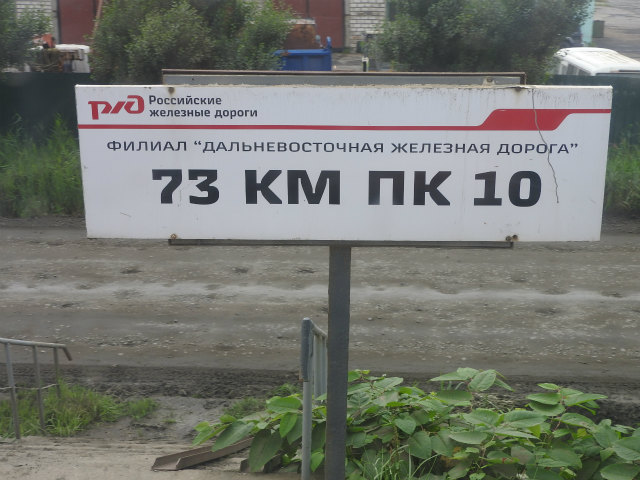 РЖД Российские
железные дороги
ФИЛИАЛ "ДАЛЬНЕВОСТОЧНАЯ ЖЕЛЕЗНАЯ ДОРОГА"
73 КМ ПК 10